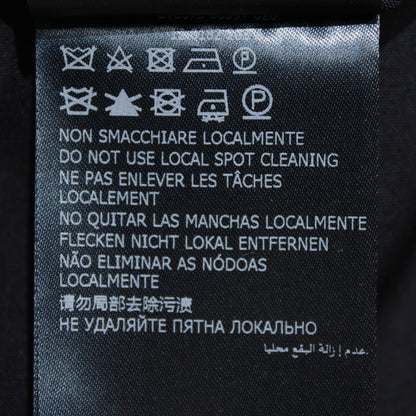 P
P
NON SMACCHIARE LOCALMENTE
DO NOT USE LOCAL SPOT CLEANING
NE PAS ENLEVER LES TÂCHES
LOCALEMENT
NO QUITAR LAS MANCHAS LOCALMENTE
FLECKEN NICHT LOKAL ENTFERNEN
NÃO ELIMINAR AS NÓDOAS
LOCALMENTE
请勿局部去除污渍
НЕ УДАЛЯЙТЕ ПЯТНА ЛОКАЛЬНО
عدم إزالة البقع محليا.